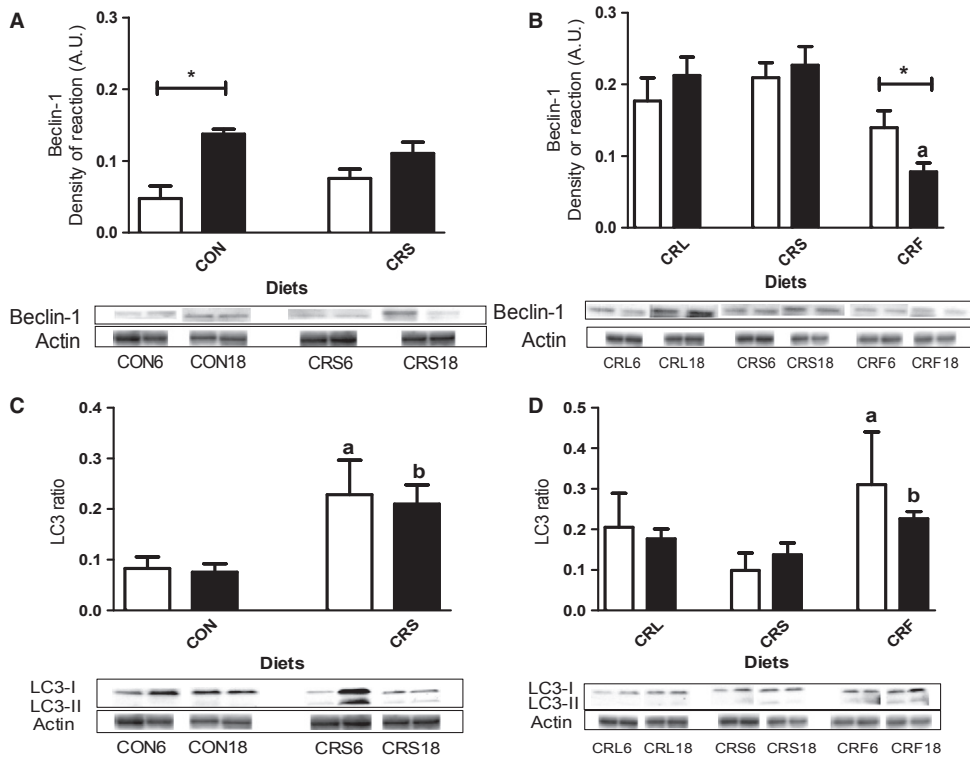 A
Beclin-1
Density of reaction (A.U.)
0.3
0.2
0.1
0.0
*
CON
CRS
Diets
Beclin-1
Actin
CON6
CON18
CRS6
CRS18
B
Beclin-1
Density or reaction (A.U.)
0.3
0.2
0.1
0.0
*
a
CRL
CRS
CRF
Diets
Beclin-1
Actin
CRL6
CRL18
CRS6
CRS18
CRF6
CRF18
C
LC3 ratio
0.4
0.3
0.2
0.1
0.0
a
b
CON
CRS
Diets
LC3-I
LC3-II
Actin
CON6
CON18
CRS6
CRS18
D
LC3 ratio
0.5
0.4
0.3
0.2
0.1
0.0
a
b
CRL
CRS
CRF
Diets
LC3-I
LC3-II
Actin
CRL6
CRL18
CRS6
CRS18
CRF6
CRF18